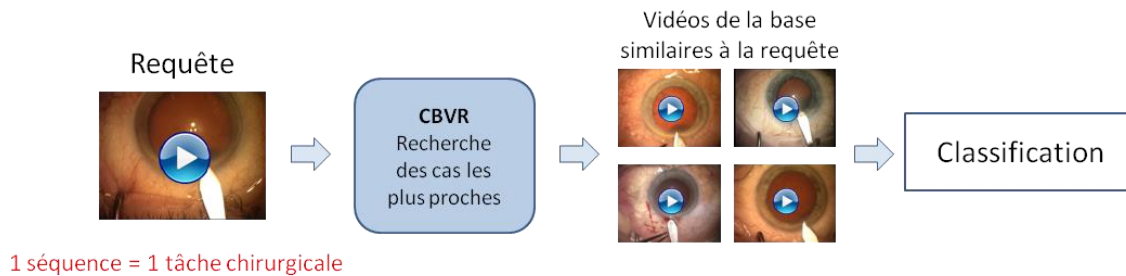 Requête
1 séquence = 1 tâche chirurgicale
CBVR
Recherche
des cas les
plus proches
Vidéos de la base
similaires à la requête
Classification